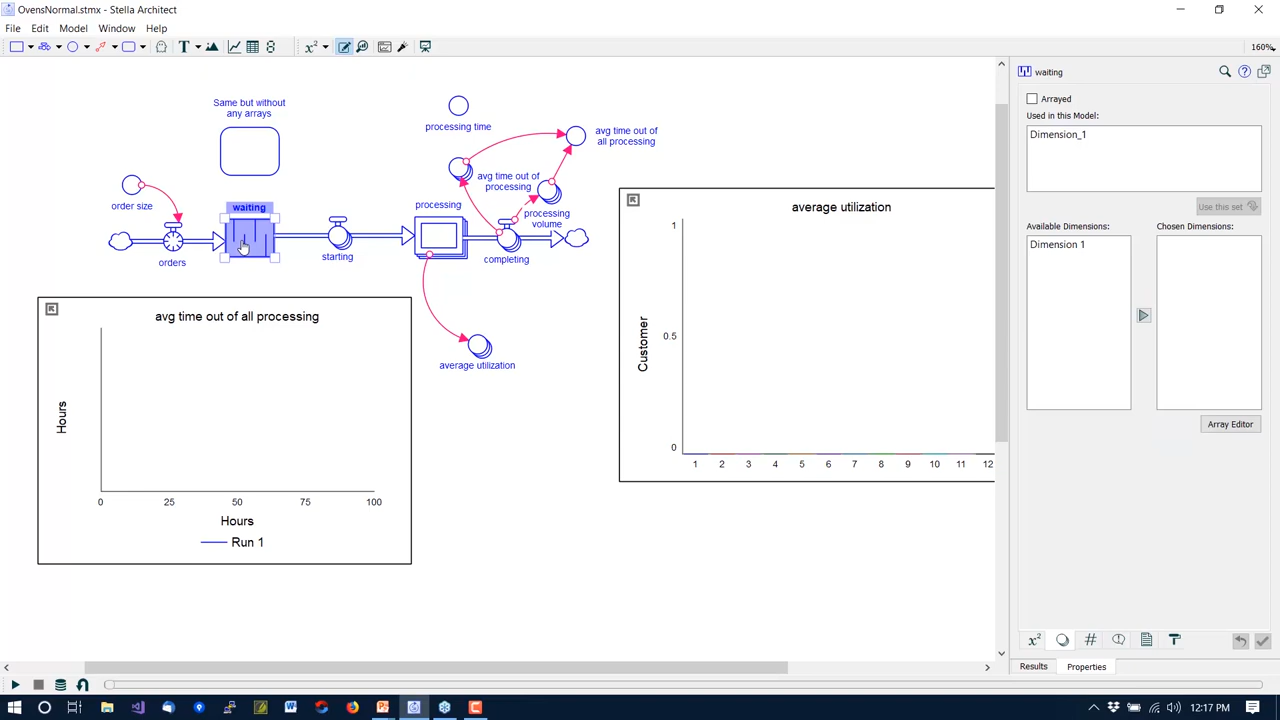 OvensNormal.stmx - Stella Architect
File Edit Model Window Help
160%
Same but without
any arrays
processing time
avg time out of
all processing
avg time out of
processing
order size
waiting
processing
processing
volume
orders
starting
completing
average utilization
avg time out of all processing
Hours
0 25 50 75 100
Hours
Run 1
average utilization
1
0.5
0
Customer
1 2 3 4 5 6 7 8 9 10 11 12
waiting
Arrayed
Used in this Model:
Dimension_1
Use this set
Available Dimensions: Chosen Dimensions:
Dimension 1
Array Editor
Results Properties
12:17 PM